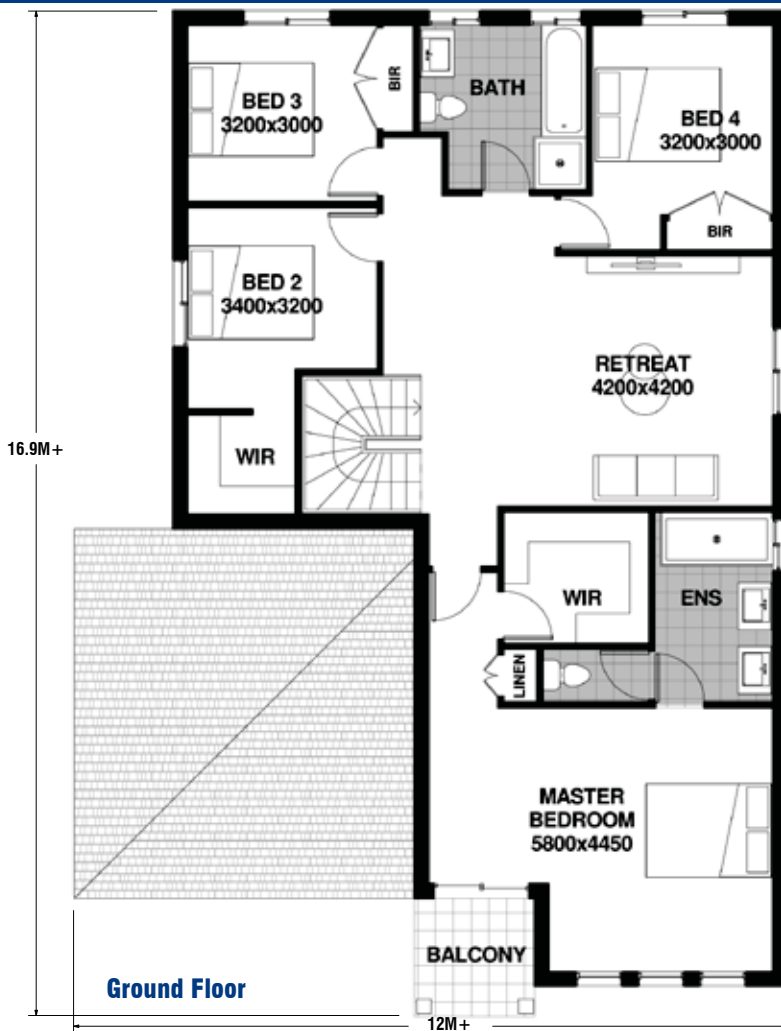 BED 3
3200x3000
BIR
BATH
BED 4
3200x3000
BIR
BED 2
3400x3200
RETREAT
4200x4200
16.9M+
WIR
WIR
ENS
LINEN
MASTER
BEDROOM
5800x4450
BALCONY
Ground Floor
12M+